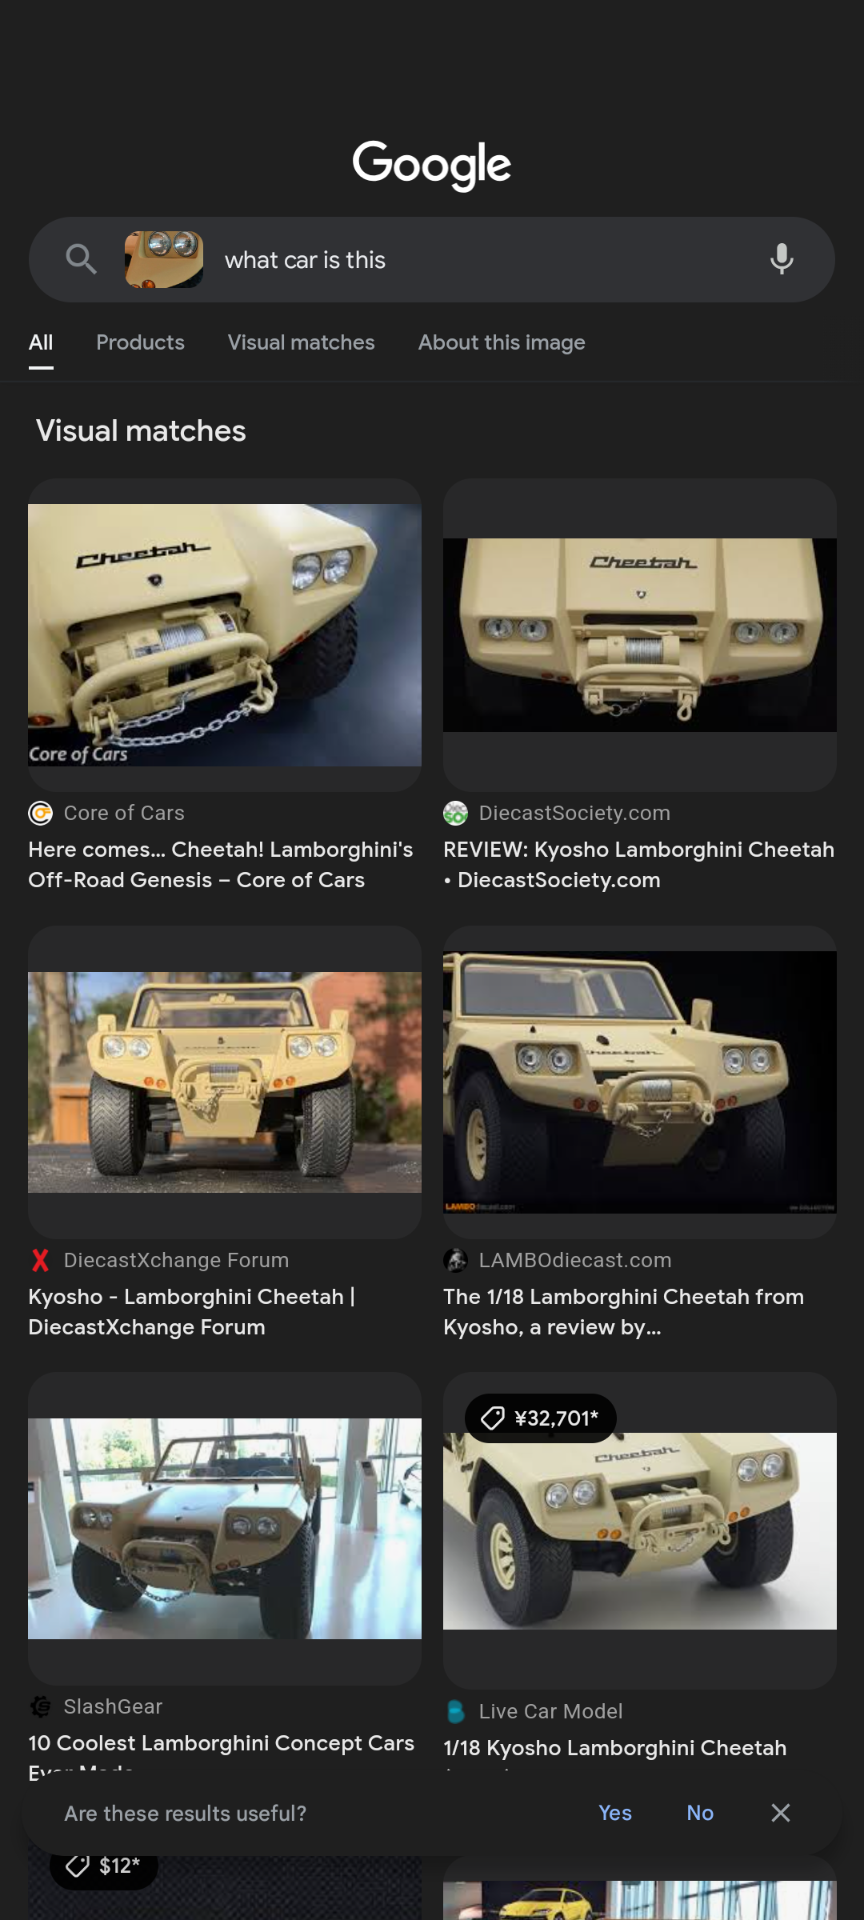 Google
what car is this
All Products Visual matches About this image
Visual matches
Cheetah
Core of Cars
Cheetah
Core of Cars
Here comes... Cheetah! Lamborghini's
Off-Road Genesis – Core of Cars
DiecastSociety.com
REVIEW: Kyosho Lamborghini Cheetah
• DiecastSociety.com
Cheetah
LAMBOdiecast.com
DiecastXchange Forum
Kyosho - Lamborghini Cheetah |
DiecastXchange Forum
LAMBOdiecast.com
The 1/18 Lamborghini Cheetah from
Kyosho, a review by...
¥32,701*
Cheetah
SlashGear
10 Coolest Lamborghini Concept Cars
Live Car Model
1/18 Kyosho Lamborghini Cheetah
Are these results useful? Yes No
$12*